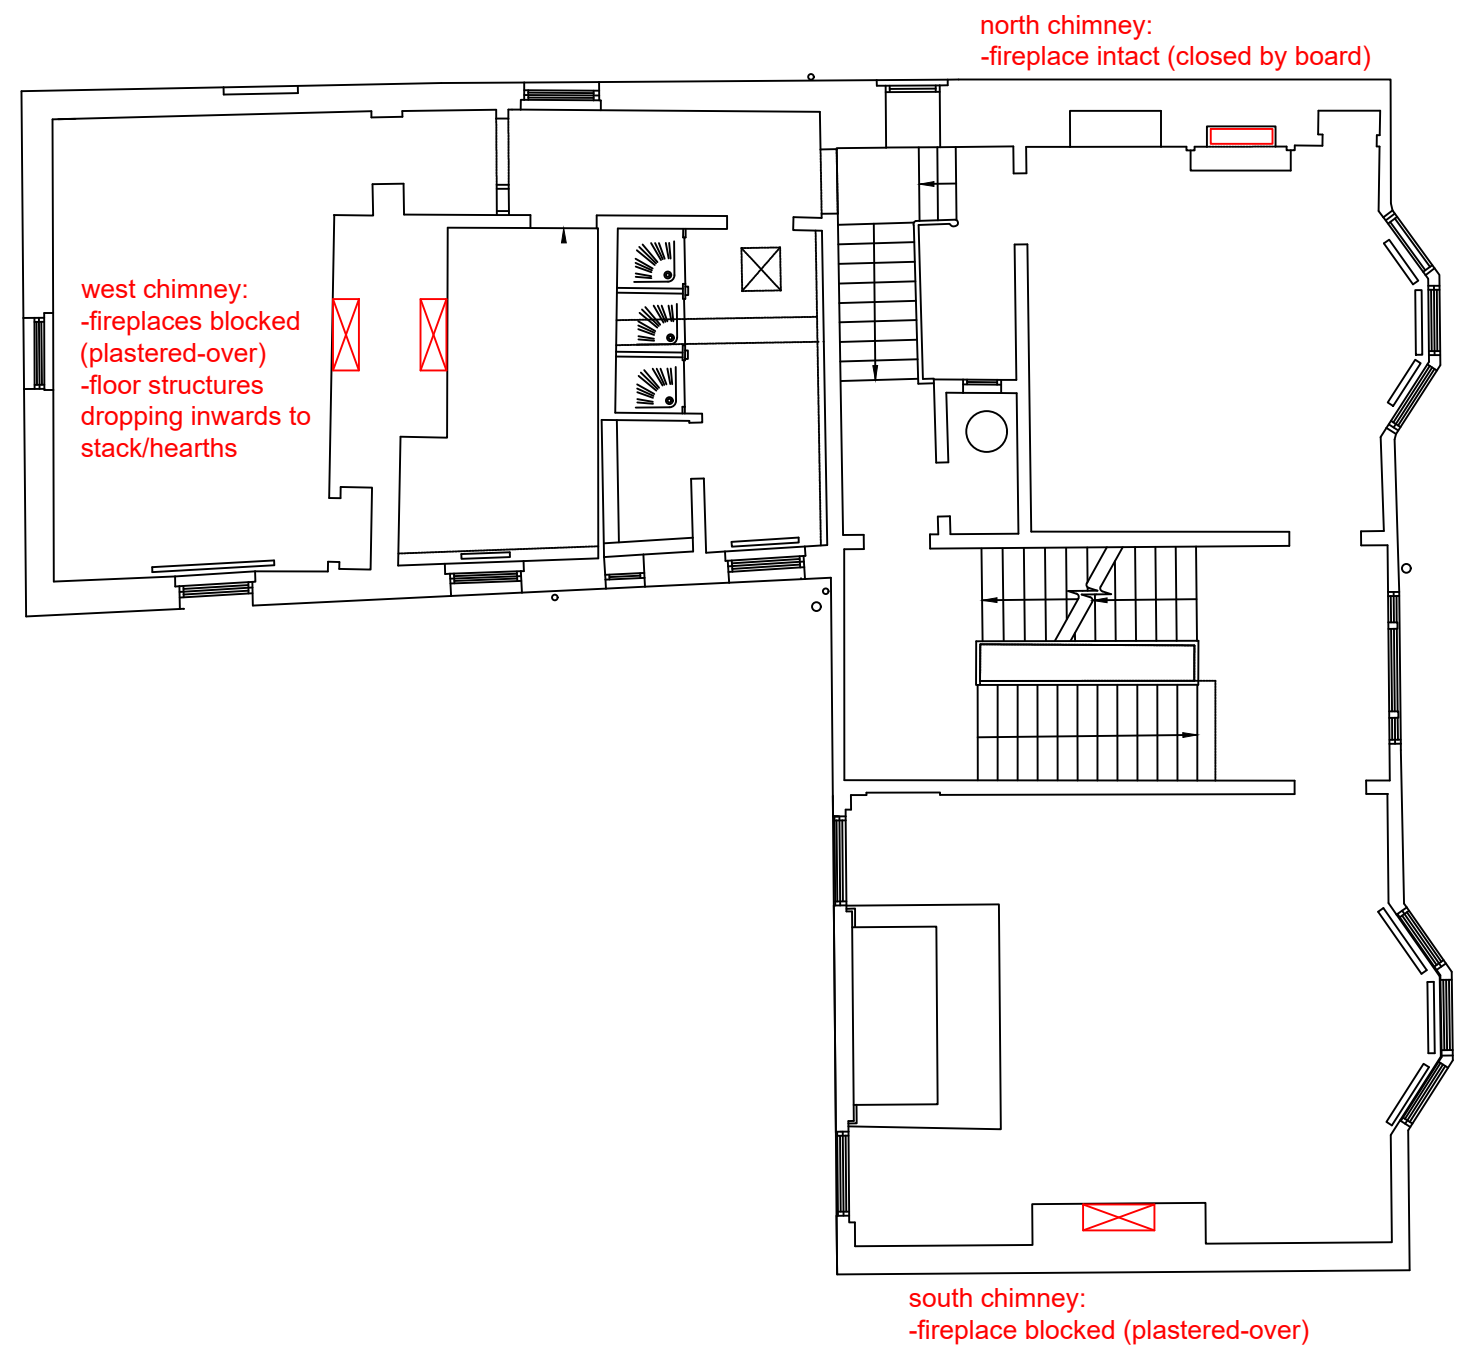 north chimney:
-fireplace intact (closed by board)
west chimney:
-fireplaces blocked
(plastered-over)
-floor structures
dropping inwards to
stack/hearths
south chimney:
-fireplace blocked (plastered-over)